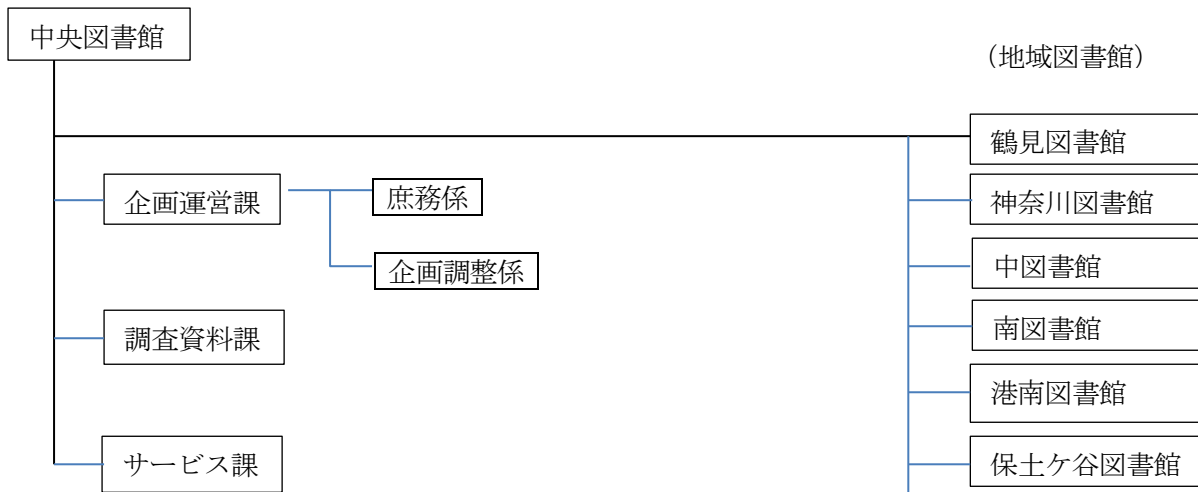 中央図書館
（地域図書館）
鶴見図書館
企画運営課
庶務係
神奈川図書館
企画調整係
中図書館
調査資料課
南図書館
港南図書館
サービス課
保土ケ谷図書館